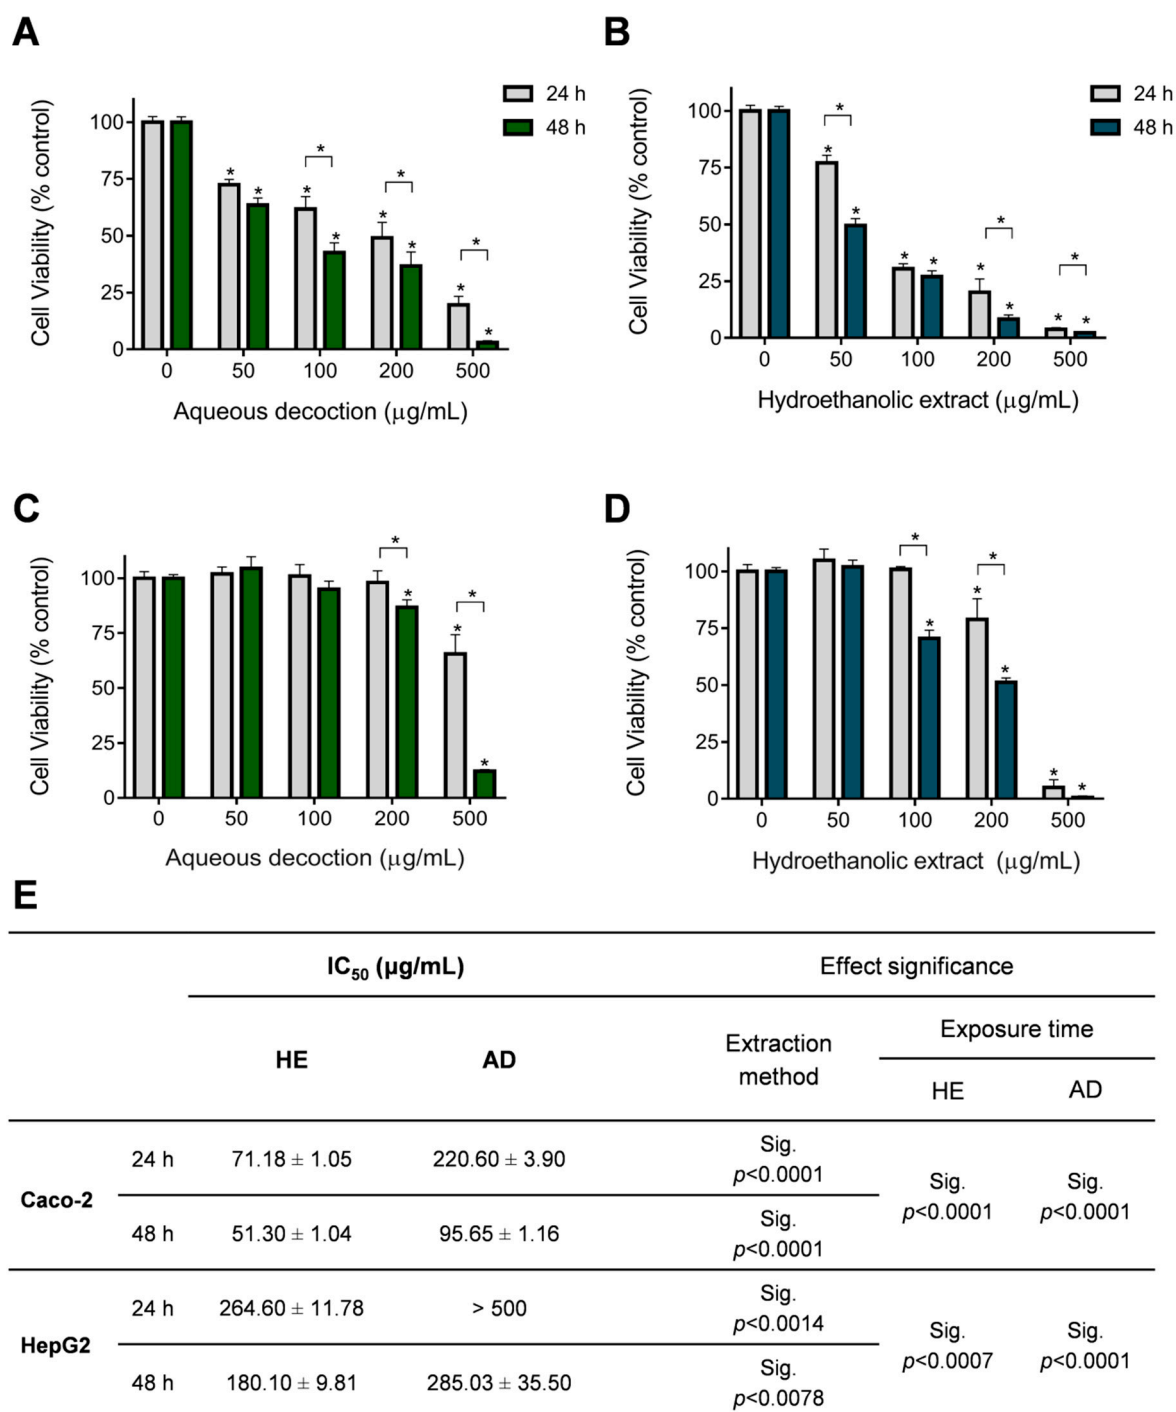 A
24 h
48 h
Cell Viability (% control)
100
75
50
25
0
* * * * * * * *
* * *
0 50 100 200 500
Aqueous decoction (µg/mL)
B
24 h
48 h
Cell Viability (% control)
100
75
50
25
0
* * * * * * * *
* * *
0 50 100 200 500
Hydroethanolic extract (µg/mL)
C
Cell Viability (% control)
100
75
50
25
0
* * *
* *
0 50 100 200 500
Aqueous decoction (µg/mL)
D
Cell Viability (% control)
100
75
50
25
0
* * * * *
* *
0 50 100 200 500
Hydroethanolic extract (µg/mL)
E
IC50 (µg/mL) Effect significance
HE AD Extraction method Exposure time
HE AD
Caco-2
24 h 71.18 ± 1.05 220.60 ± 3.90 Sig. p<0.0001
48 h 51.30 ± 1.04 95.65 ± 1.16 Sig. p<0.0001
Sig. p<0.0001 Sig. p<0.0001
HepG2
24 h 264.60 ± 11.78 > 500 Sig. p<0.0014
48 h 180.10 ± 9.81 285.03 ± 35.50 Sig. p<0.0078
Sig. p<0.0007 Sig. p<0.0001